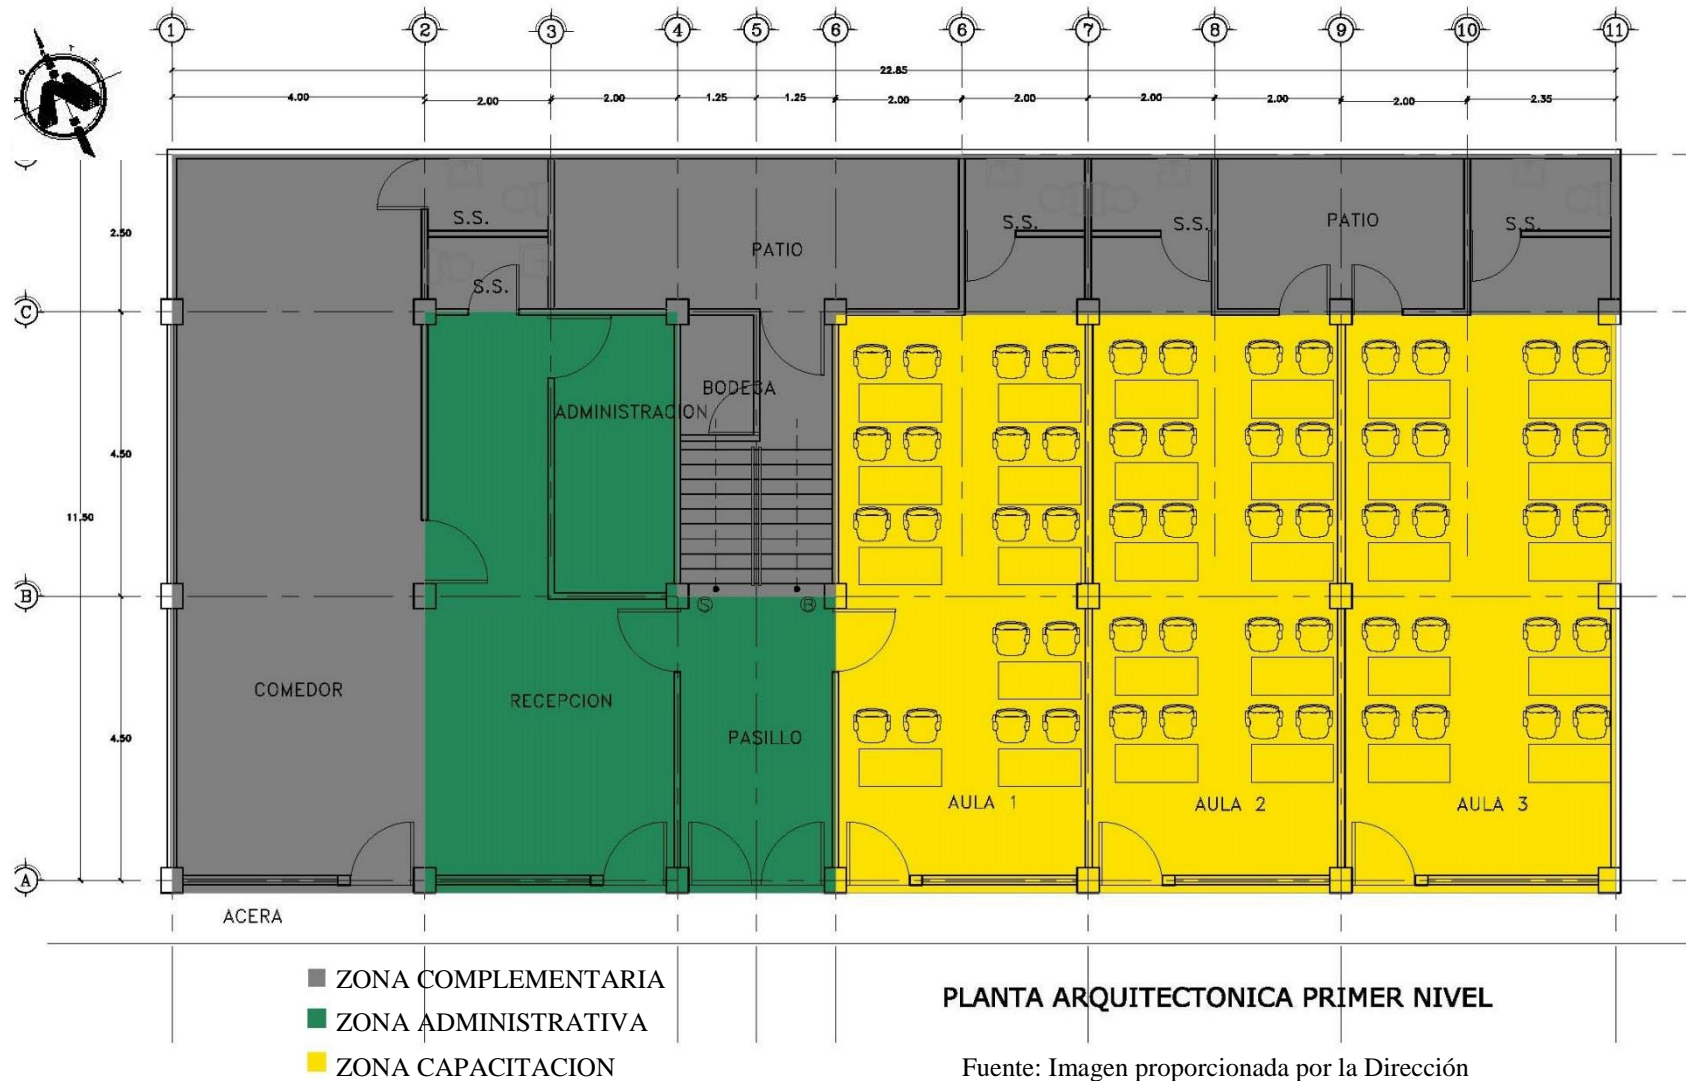 1 2 3 4 5 6 6 7 8 9 10 11
22.85
4.00 2.00 2.00 1.25 1.25 2.00 2.00 2.00 2.00 2.00 2.35
N
S.S. S.S. S.S. S.S.
PATIO PATIO
2.50
S.S.
C
BODEGA
ADMINISTRACION
4.50
11.50
B
S B
COMEDOR RECEPCION
PASILLO
4.50
AULA 1 AULA 2 AULA 3
A
ACERA
ZONA COMPLEMENTARIA
ZONA ADMINISTRATIVA
ZONA CAPACITACION
PLANTA ARQUITECTONICA PRIMER NIVEL
Fuente: Imagen proporcionada por la Dirección